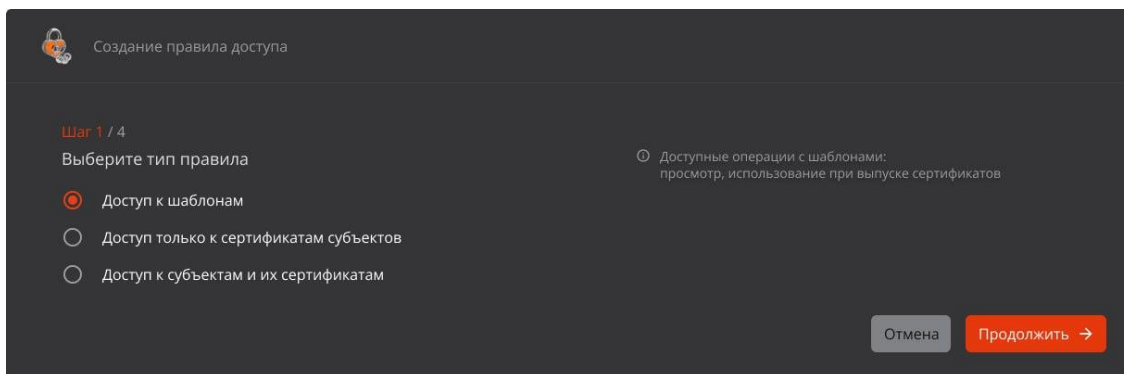 Создание правила доступа
Шаг 1 / 4
Выберите тип правила
Доступные операции с шаблонами:
просмотр, использование при выпуске сертификатов
Доступ к шаблонам
Доступ только к сертификатам субъектов
Доступ к субъектам и их сертификатам
Отмена
Продолжить →